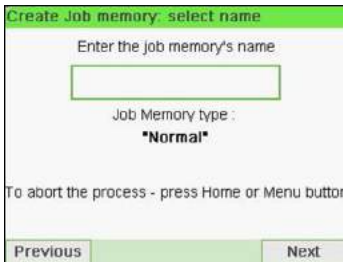 Create Job memory: select name
Enter the job memory's name
Job Memory type :
"Normal"
To abort the process - press Home or Menu button
Previous Next